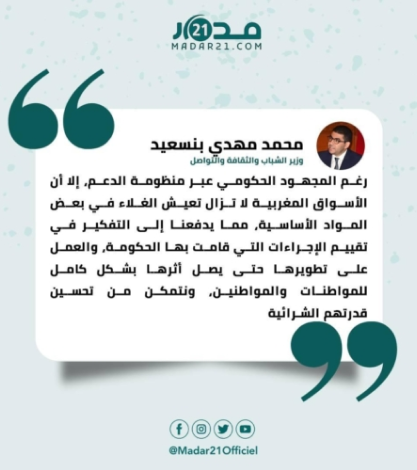 مدار 21
MADAR21.COM
محمد مهدي بنسعيد
وزير الشباب والثقافة والتواصل
رغم المجهود الحكومي عبر منظومة الدعم، إلا أن
الأسواق المغربية لا تزال تعيش الغلاء في بعض
المواد الأساسية، مما يدفعنا إلى التفكير في
تقييم الإجراءات التي قامت بها الحكومة، والعمل
على تطويرها حتى يصل أثرها بشكل كامل
للمواطنات والمواطنين، ونتمكن من تحسين
قدرتهم الشرائية
@Madar21Officiel